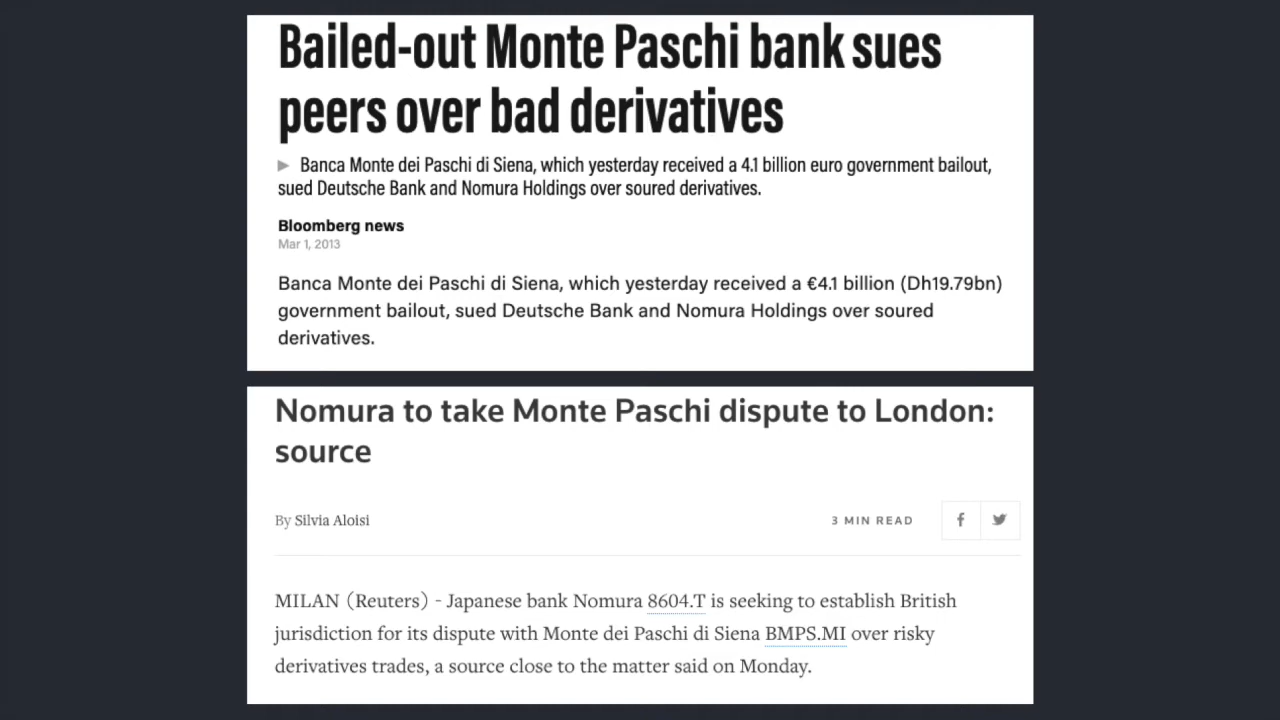 Bailed-out Monte Paschi bank sues
peers over bad derivatives
► Banca Monte dei Paschi di Siena, which yesterday received a 4.1 billion euro government bailout,
sued Deutsche Bank and Nomura Holdings over soured derivatives.
Bloomberg news
Mar 1, 2013
Banca Monte dei Paschi di Siena, which yesterday received a €4.1 billion (Dh19.79bn)
government bailout, sued Deutsche Bank and Nomura Holdings over soured
derivatives.
Nomura to take Monte Paschi dispute to London:
source
By Silvia Aloisi 3 MIN READ
MILAN (Reuters) - Japanese bank Nomura 8604.T is seeking to establish British
jurisdiction for its dispute with Monte dei Paschi di Siena BMPS.MI over risky
derivatives trades, a source close to the matter said on Monday.